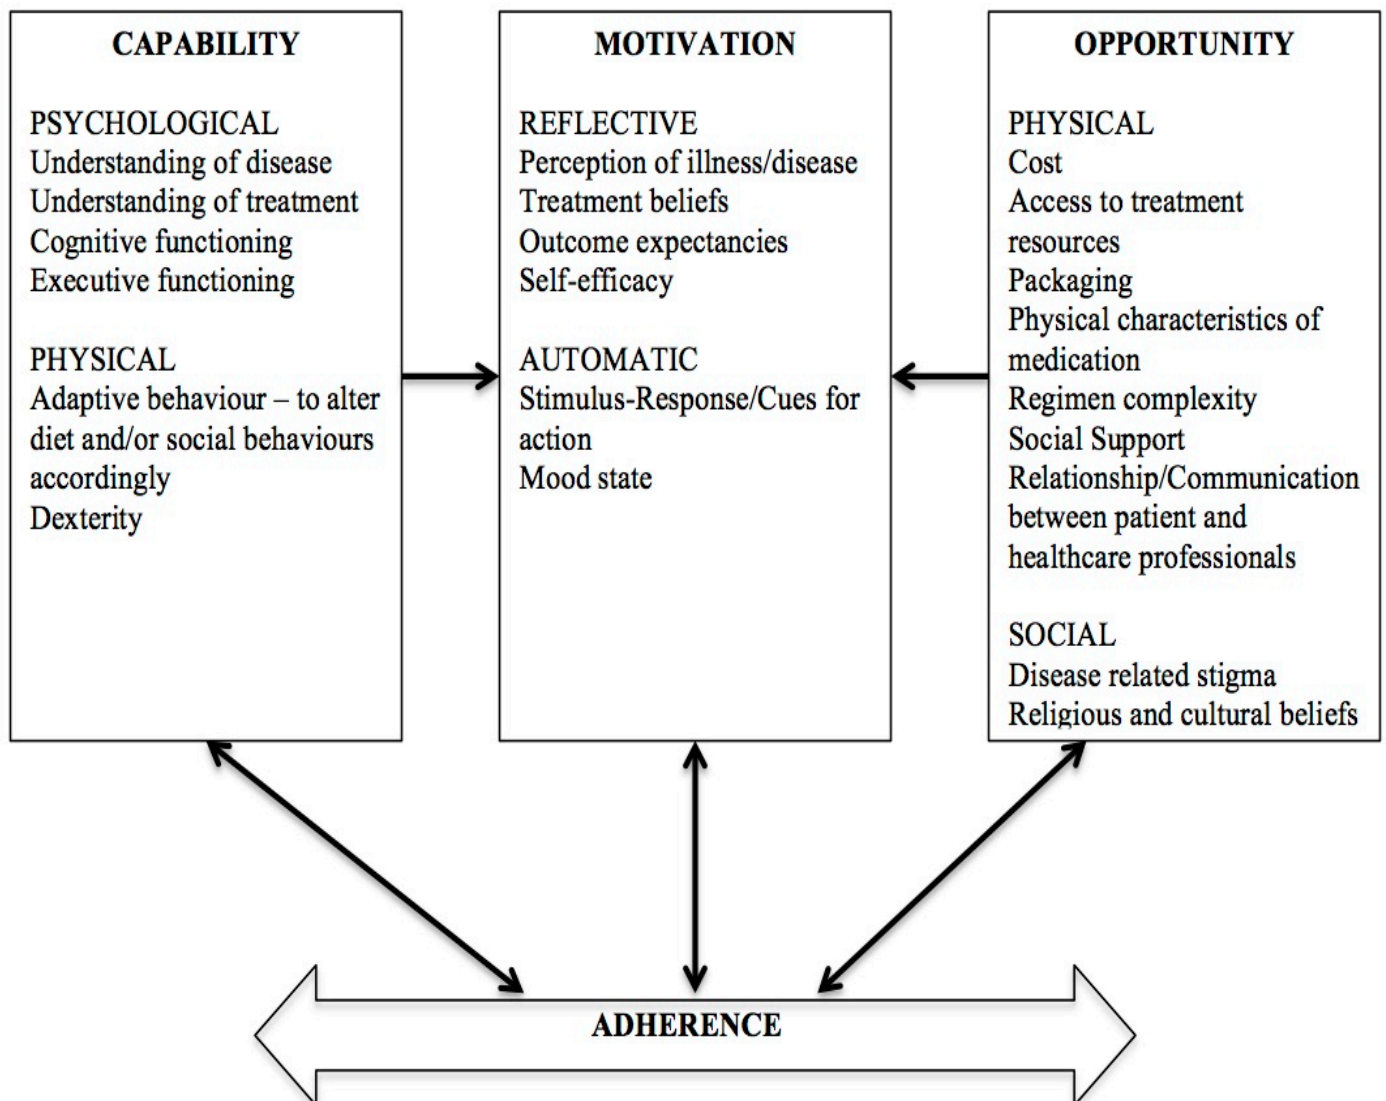 CAPABILITY
PSYCHOLOGICAL
Understanding of disease
Understanding of treatment
Cognitive functioning
Executive functioning
PHYSICAL
Adaptive behaviour – to alter
diet and/or social behaviours
accordingly
Dexterity
MOTIVATION
REFLECTIVE
Perception of illness/disease
Treatment beliefs
Outcome expectancies
Self-efficacy
AUTOMATIC
Stimulus-Response/Cues for
action
Mood state
OPPORTUNITY
PHYSICAL
Cost
Access to treatment
resources
Packaging
Physical characteristics of
medication
Regimen complexity
Social Support
Relationship/Communication
between patient and
healthcare professionals
SOCIAL
Disease related stigma
Religious and cultural beliefs
ADHERENCE